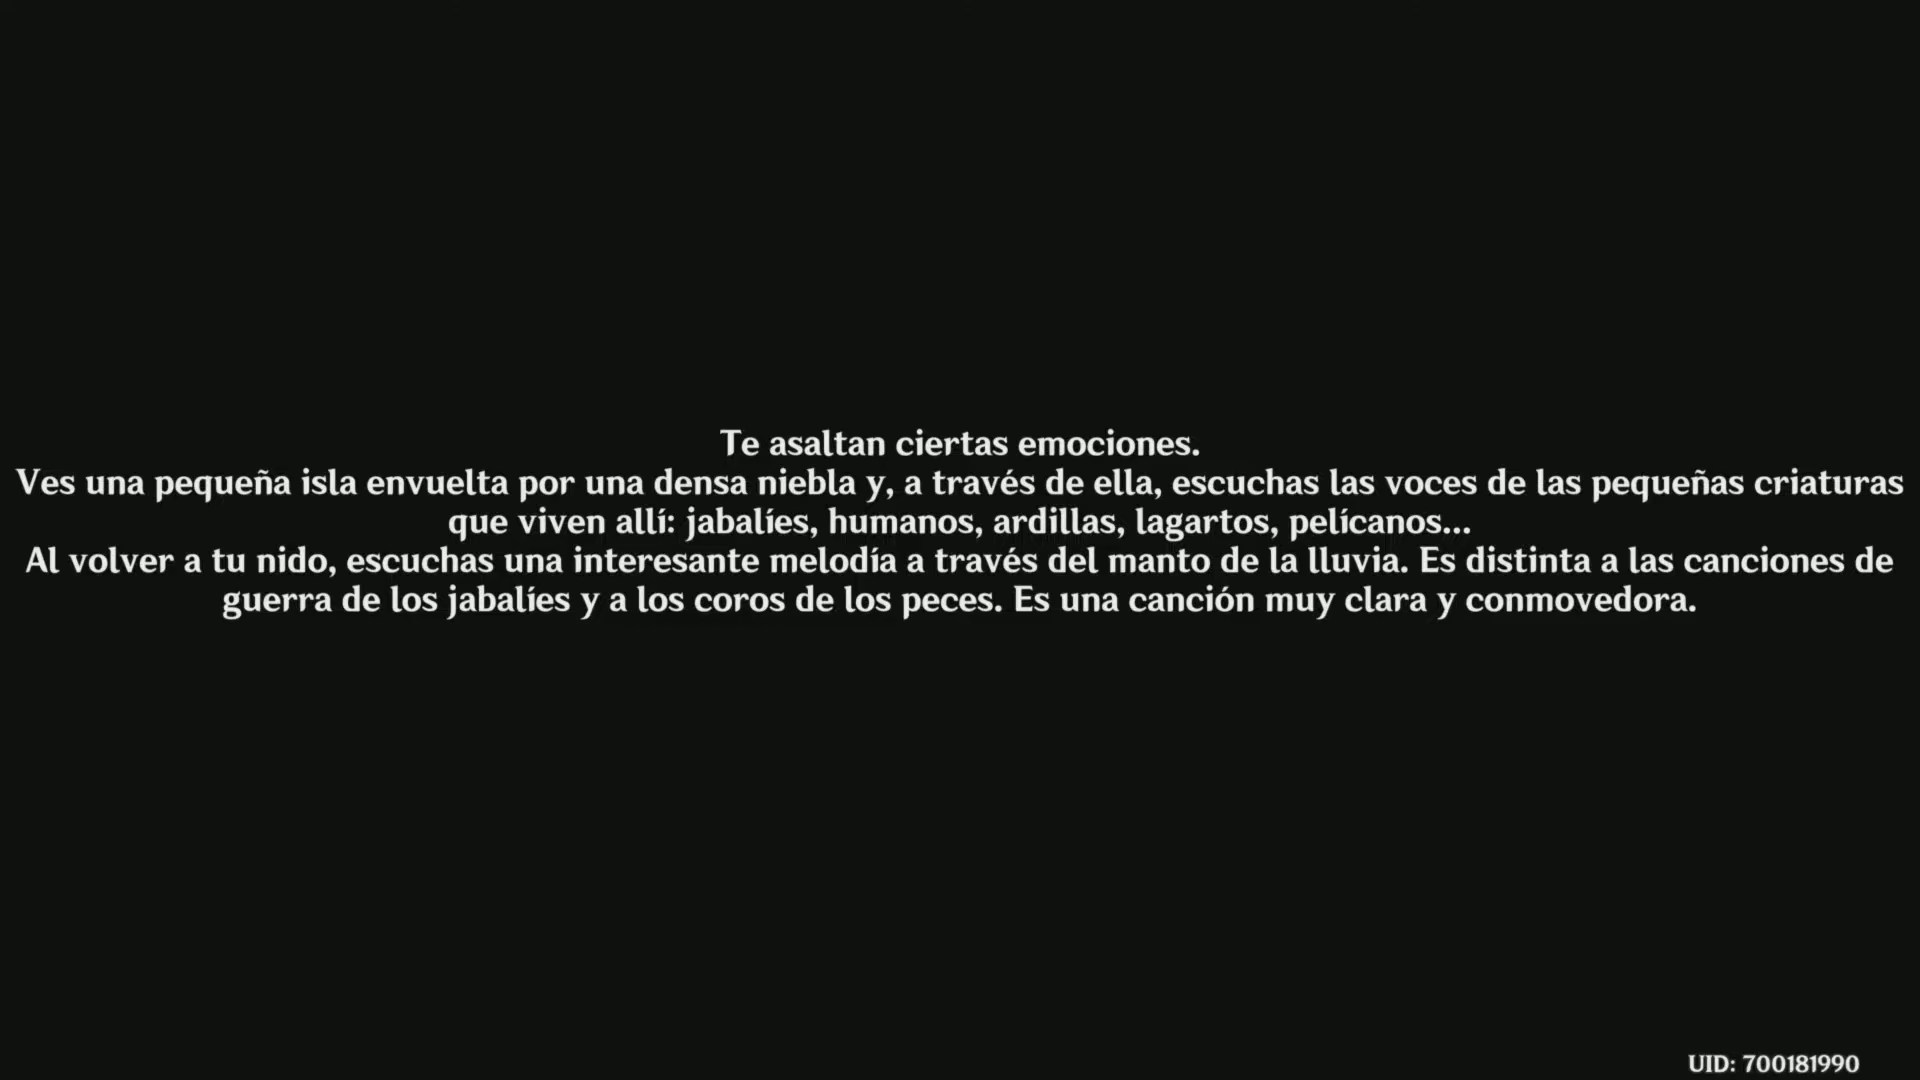 Te asaltan ciertas emociones.
Ves una pequeña isla envuelta por una densa niebla y, a través de ella, escuchas las voces de las pequeñas criaturas
que viven allí: jabalíes, humanos, ardillas, lagartos, pelícanos...
Al volver a tu nido, escuchas una interesante melodía a través del manto de la lluvia. Es distinta a las canciones de
guerra de los jabalíes y a los coros de los peces. Es una canción muy clara y conmovedora.
UID: 700181990